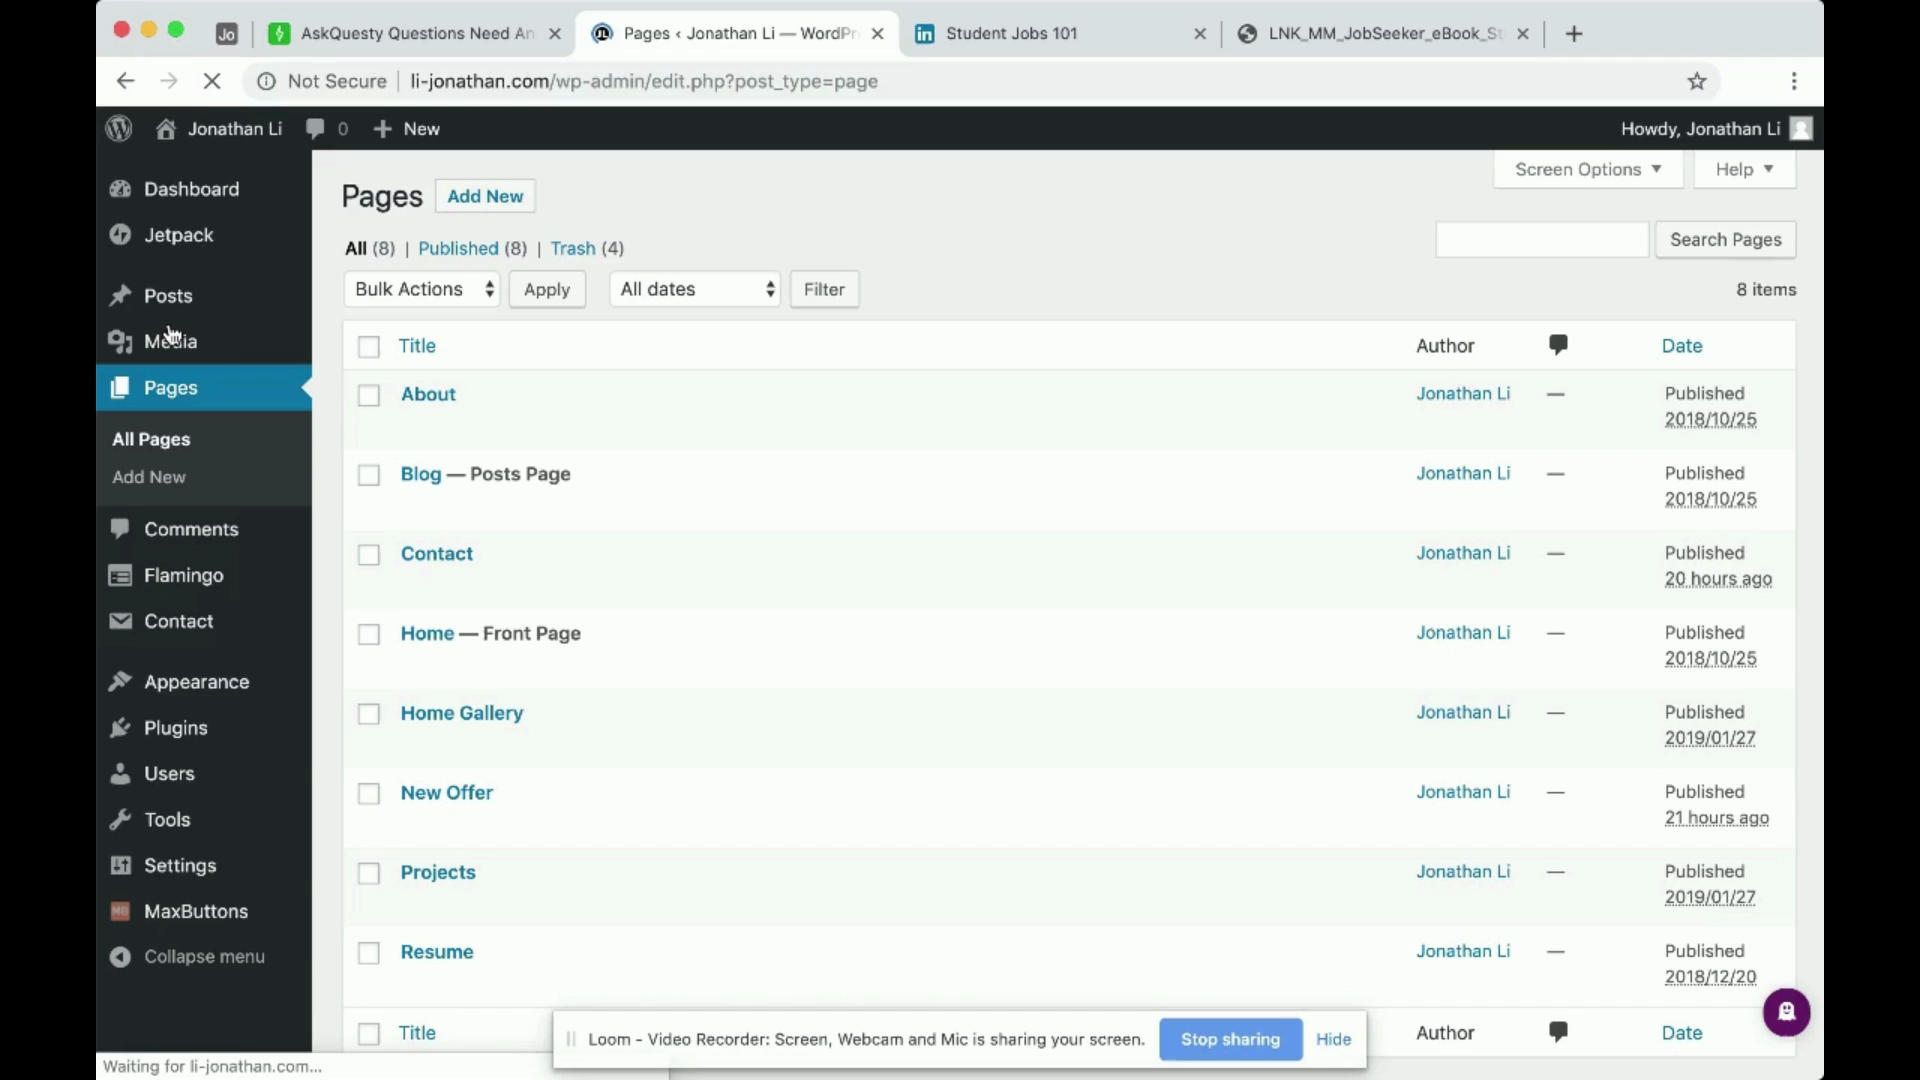 Jo
AskQuesty Questions Need An
Pages ‹ Jonathan Li — WordPr
Student Jobs 101
LNK_MM_JobSeeker_eBook_St
Not Secure
li-jonathan.com/wp-admin/edit.php?post_type=page
Jonathan Li
0
New
Howdy, Jonathan Li
Dashboard
Jetpack
Posts
Media
Pages
All Pages
Add New
Comments
Flamingo
Contact
Appearance
Plugins
Users
Tools
Settings
MB
MaxButtons
Collapse menu
Screen Options
Help
Pages
Add New
All (8) | Published (8) | Trash (4)
Search Pages
Bulk Actions
Apply
All dates
Filter
8 items
Title
Author
Date
About
Jonathan Li
—
Published
2018/10/25
Blog — Posts Page
Jonathan Li
—
Published
2018/10/25
Contact
Jonathan Li
—
Published
20 hours ago
Home — Front Page
Jonathan Li
—
Published
2018/10/25
Home Gallery
Jonathan Li
—
Published
2019/01/27
New Offer
Jonathan Li
—
Published
21 hours ago
Projects
Jonathan Li
—
Published
2019/01/27
Resume
Jonathan Li
—
Published
2018/12/20
Title
Author
Date
Loom - Video Recorder: Screen, Webcam and Mic is sharing your screen.
Stop sharing
Hide
Waiting for li-jonathan.com...